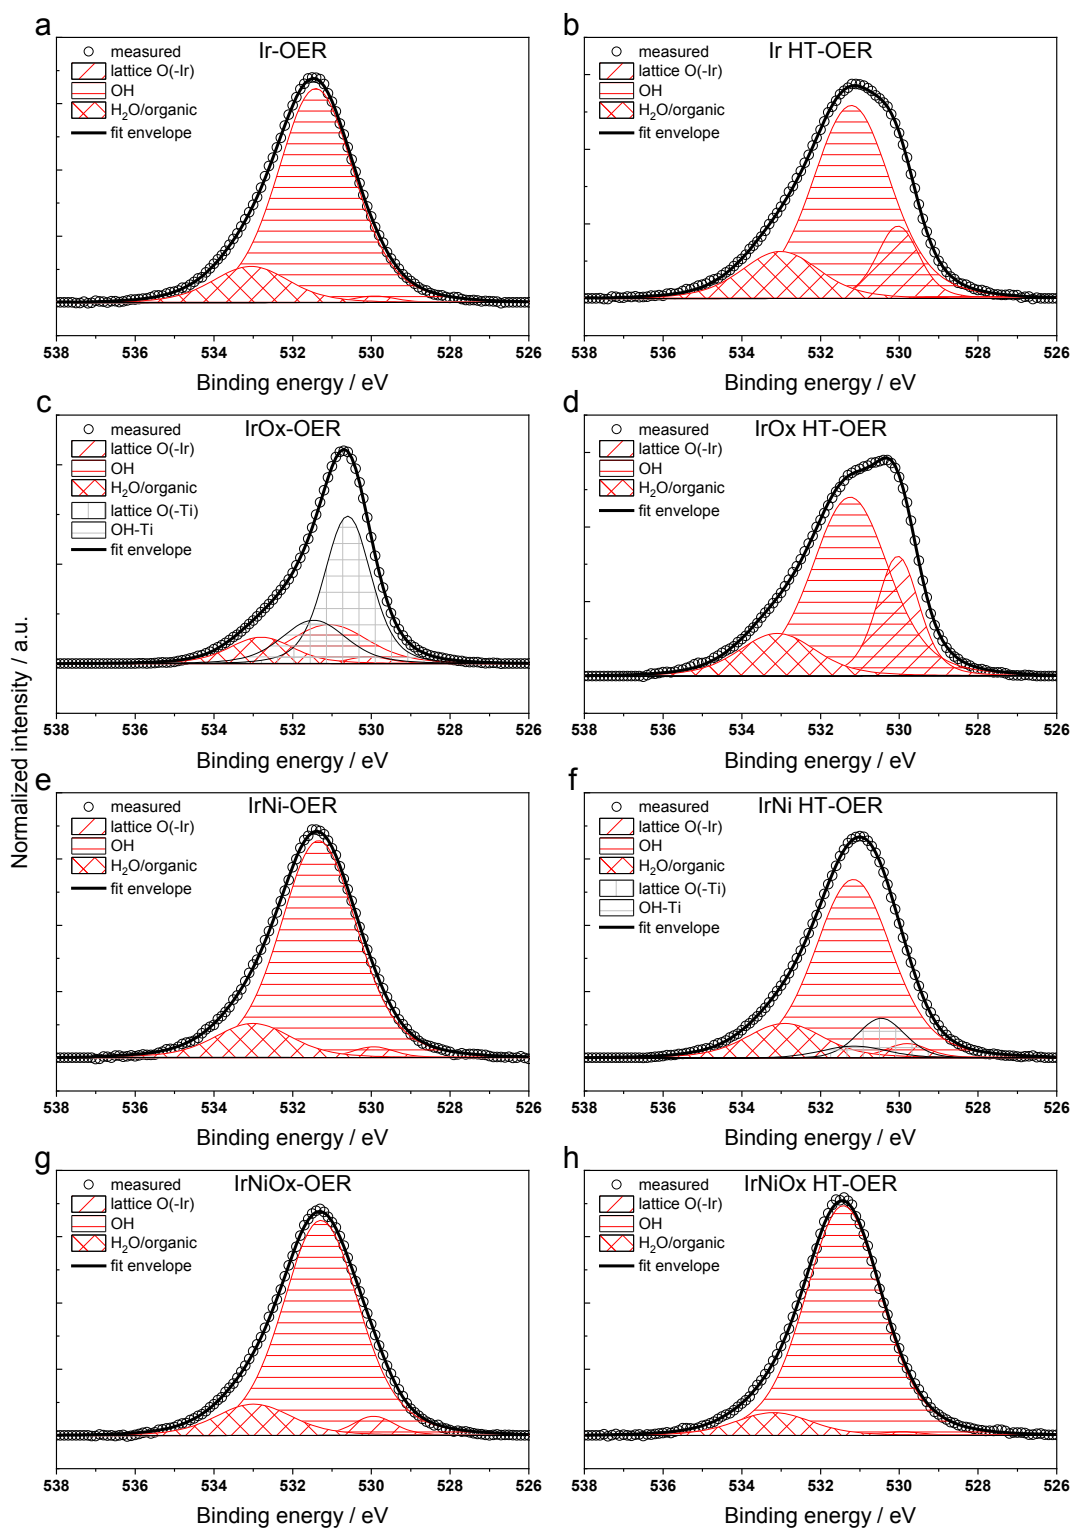 Normalized intensity / a.u.
a
Ir-OER
measured
lattice O(-Ir)
OH
H₂O/organic
fit envelope
538 536 534 532 530 528 526
Binding energy / eV
b
Ir HT-OER
measured
lattice O(-Ir)
OH
H₂O/organic
fit envelope
538 536 534 532 530 528 526
Binding energy / eV
c
IrOx-OER
measured
lattice O(-Ir)
OH
H₂O/organic
lattice O(-Ti)
OH-Ti
fit envelope
538 536 534 532 530 528 526
Binding energy / eV
d
IrOx HT-OER
measured
lattice O(-Ir)
OH
H₂O/organic
fit envelope
538 536 534 532 530 528 526
Binding energy / eV
e
IrNi-OER
measured
lattice O(-Ir)
OH
H₂O/organic
fit envelope
538 536 534 532 530 528 526
Binding energy / eV
f
IrNi HT-OER
measured
lattice O(-Ir)
OH
H₂O/organic
lattice O(-Ti)
OH-Ti
fit envelope
538 536 534 532 530 528 526
Binding energy / eV
g
IrNiOx-OER
measured
lattice O(-Ir)
OH
H₂O/organic
fit envelope
538 536 534 532 530 528 526
Binding energy / eV
h
IrNiOx HT-OER
measured
lattice O(-Ir)
OH
H₂O/organic
fit envelope
538 536 534 532 530 528 526
Binding energy / eV